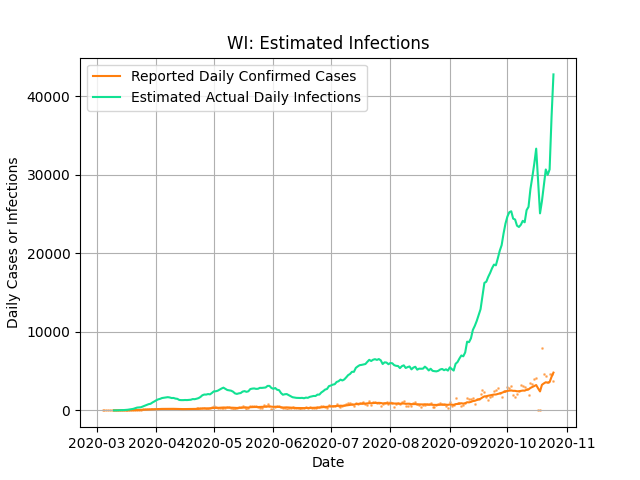 WI: Estimated Infections
Reported Daily Confirmed Cases
Estimated Actual Daily Infections
Daily Cases or Infections
40000
30000
20000
10000
0
2020-03 2020-04 2020-05 2020-06 2020-07 2020-08 2020-09 2020-10 2020-11
Date